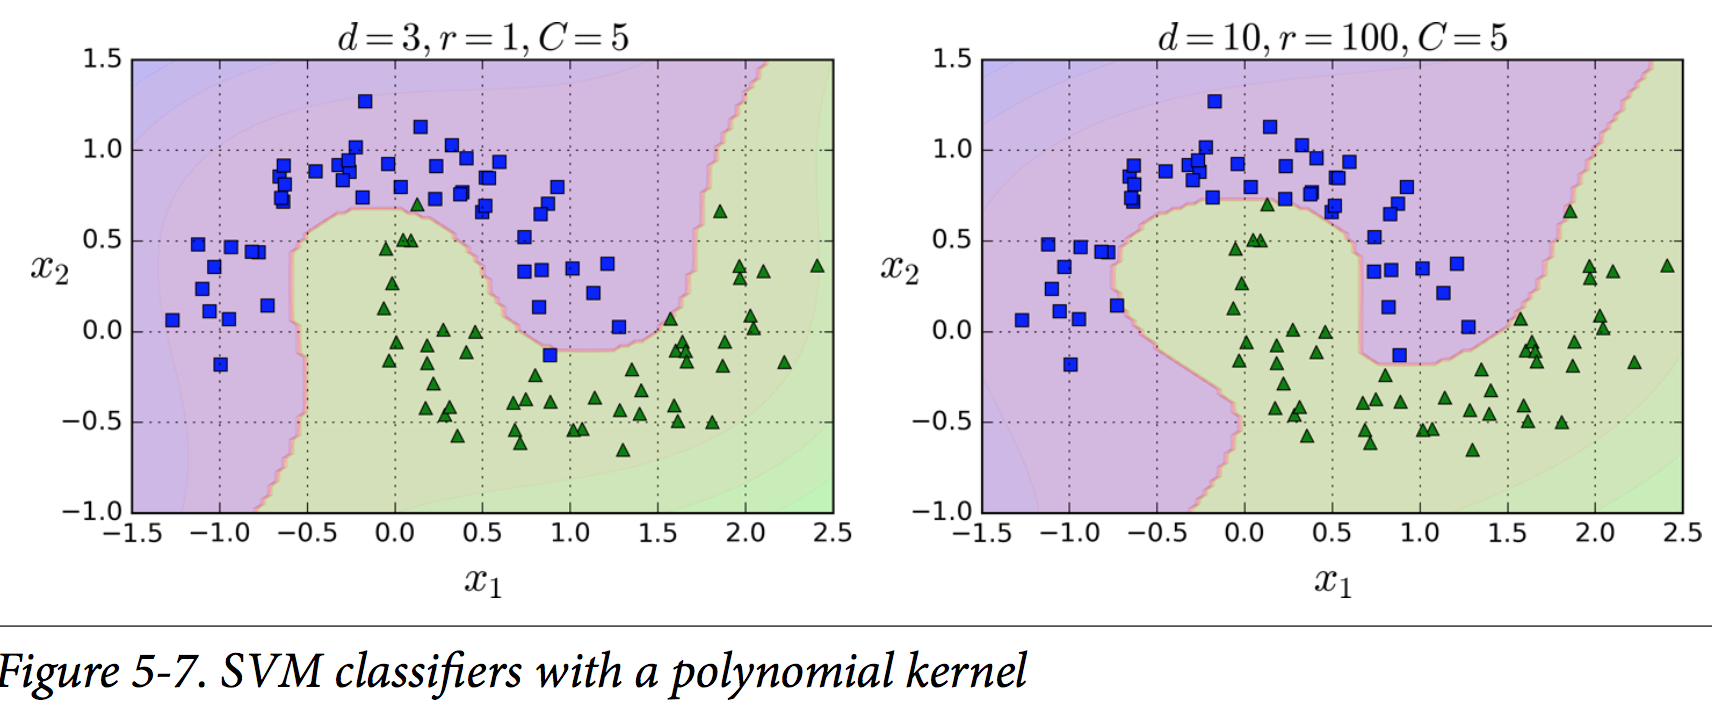 d = 3, r = 1, C = 5
1.5
1.0
0.5
0.0
−0.5
−1.0
x₂
−1.5 −1.0 −0.5 0.0 0.5 1.0 1.5 2.0 2.5
x₁
d = 10, r = 100, C = 5
1.5
1.0
0.5
0.0
−0.5
−1.0
x₂
−1.5 −1.0 −0.5 0.0 0.5 1.0 1.5 2.0 2.5
x₁
Figure 5-7. SVM classifiers with a polynomial kernel